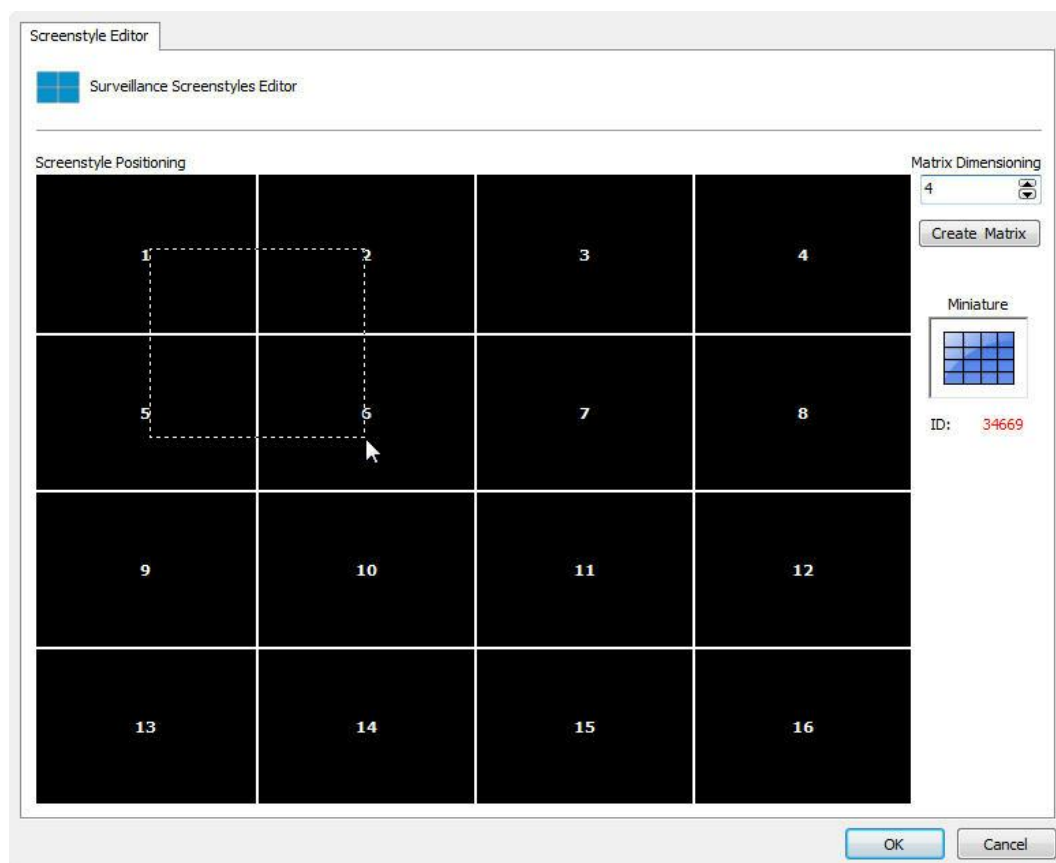 Screenstyle Editor
Surveillance Screenstyles Editor
Screenstyle Positioning
Matrix Dimensioning
4
Create Matrix
Miniature
ID: 34669
1 2 3 4
5 6 7 8
9 10 11 12
13 14 15 16
OK Cancel